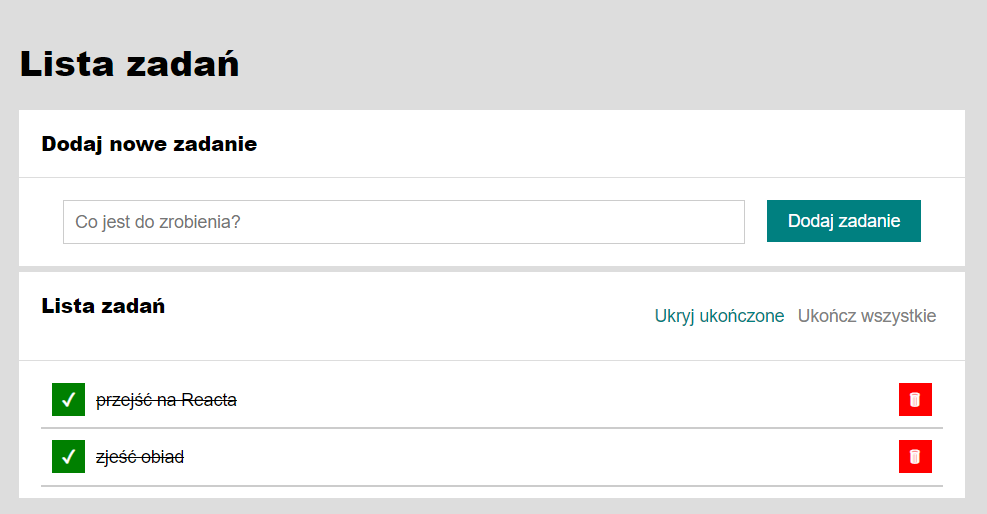 Lista zadań
Dodaj nowe zadanie
Co jest do zrobienia?
Dodaj zadanie
Lista zadań
Ukryj ukończone
Ukończ wszystkie
przejść na Reacta
zjeść obiad